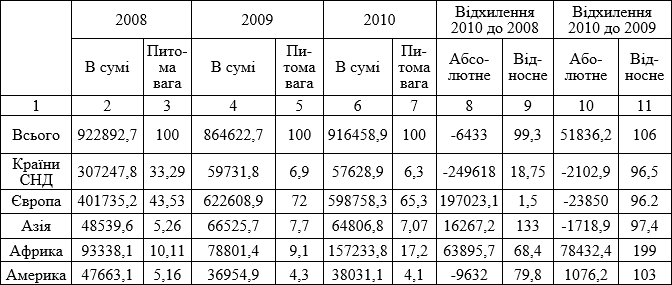 2008 2009 2010 Відхилення 2010 до 2008 Відхилення 2010 до 2009
В сумі Пито-ма вага В сумі Пи-тома вага В сумі Питома вага Абсо-лютне Від-носне Або-лютне Від-носне
1 2 3 4 5 6 7 8 9 10 11
Всього 922892,7 100 864622,7 100 916458,9 100 -6433 99,3 51836,2 106
Країни СНД 307247,8 33,29 59731,8 6,9 57628,9 6,3 -249618 18,75 -2102,9 96,5
Європа 401735,2 43,53 622608,9 72 598758,3 65,3 197023,1 1,5 -23850 96.2
Азія 48539,6 5,26 66525,7 7,7 64806,8 7,07 16267,2 133 -1718,9 97,4
Африка 93338,1 10,11 78801,4 9,1 157233,8 17,2 63895,7 68,4 78432,4 199
Америка 47663,1 5,16 36954,9 4,3 38031,1 4,1 -9632 79,8 1076,2 103